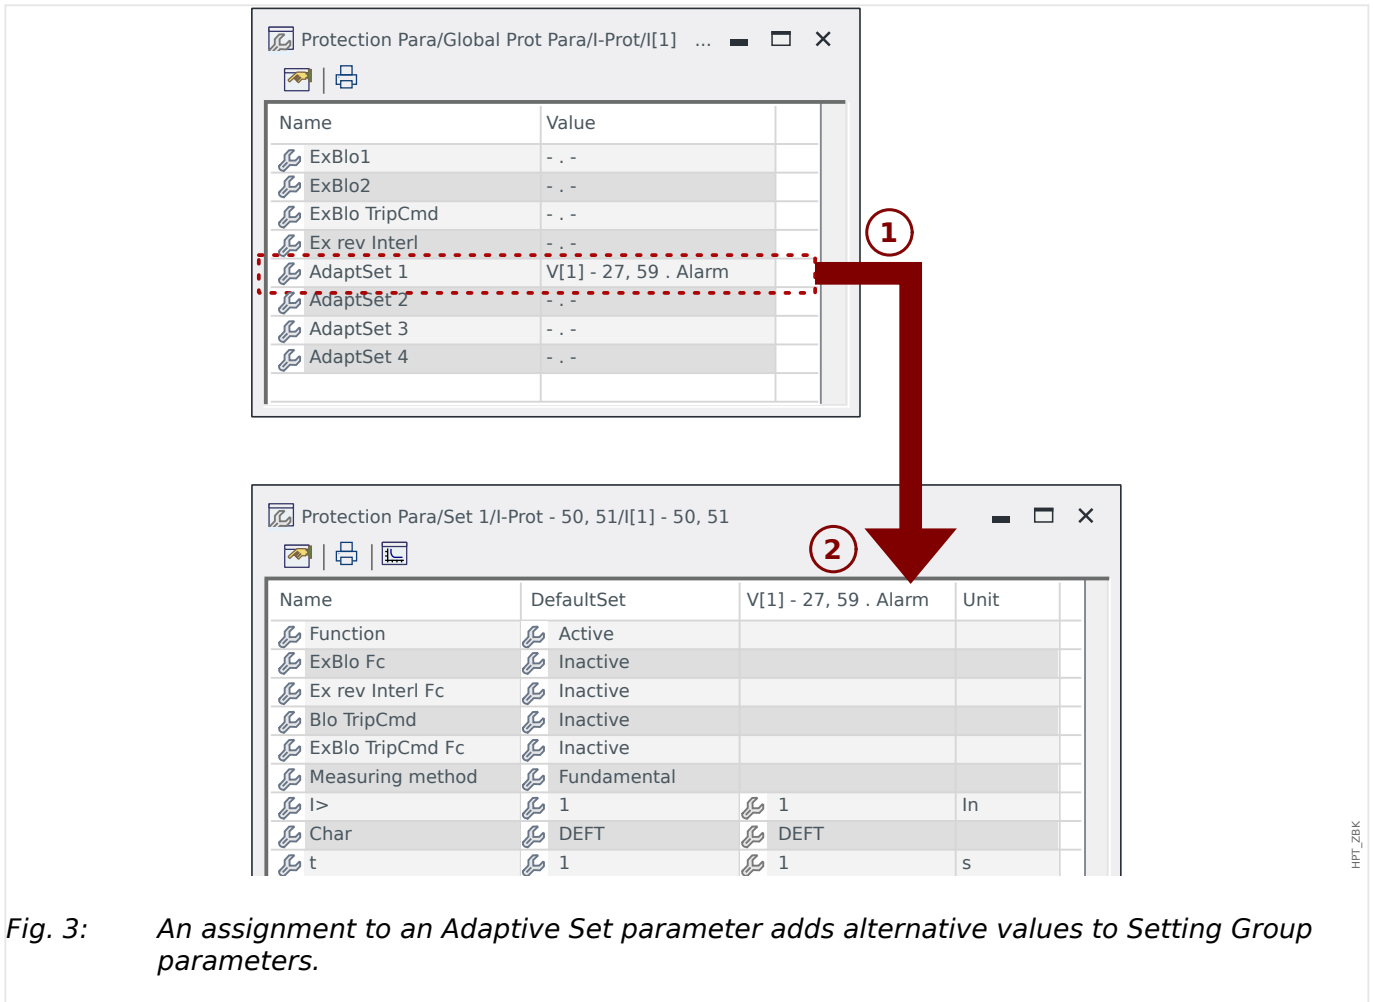 Protection Para/Global Prot Para/I-Prot/I[1] ...
Name Value
ExBlo1 - . -
ExBlo2 - . -
ExBlo TripCmd - . -
Ex rev Interl - . -
1
AdaptSet 1 V[1] - 27, 59 . Alarm
AdaptSet 2 - . -
AdaptSet 3 - . -
AdaptSet 4 - . -
Protection Para/Set 1/I-Prot - 50, 51/I[1] - 50, 51
2
Name DefaultSet V[1] - 27, 59 . Alarm Unit
Function Active
ExBlo Fc Inactive
Ex rev Interl Fc Inactive
Blo TripCmd Inactive
ExBlo TripCmd Fc Inactive
Measuring method Fundamental
I> 1 1 In
Char DEFT DEFT
t 1 1 s
HPT_ZBK
Fig. 3: An assignment to an Adaptive Set parameter adds alternative values to Setting Group
parameters.